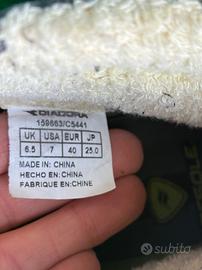 DIADORA
159663/C5441
UK USA EUR JP
6.5 7 40 25.0
MADE IN: CHINA
HECHO EN: CHINA
FABRIQUE EN: CHINE
subito